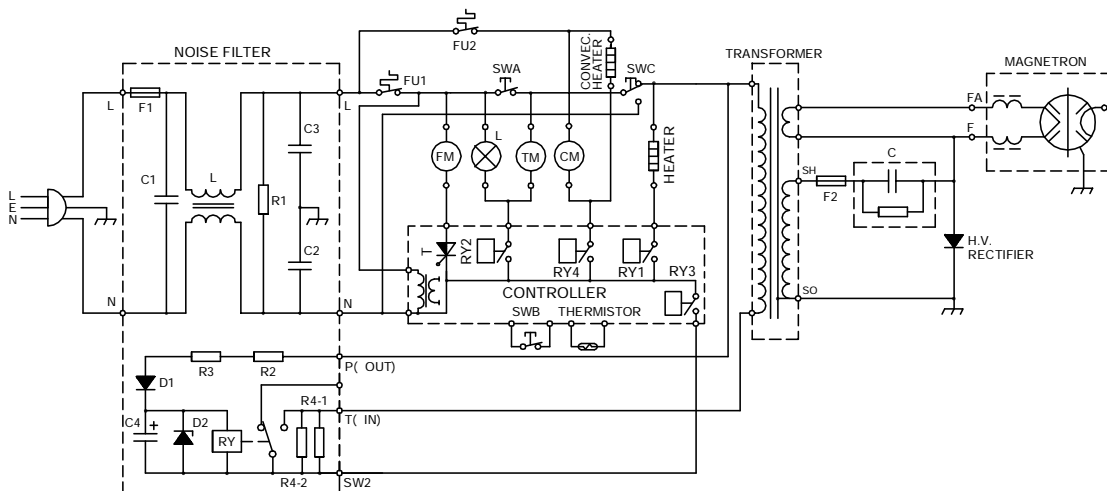 NOISE FILTER
FU2
CONVEC.
HEATER
TRANSFORMER
MAGNETRON
FU1
SWA
SWC
L
F1
L
FA
C3
L
FM
TM
CM
HEATER
F
C1
L
R1
SH
C
F2
L
E
N
C2
T
RY2
RY4
RY1
RY3
H.V.
RECTIFIER
N
N
CONTROLLER
SWB
THERMISTOR
SO
R3
R2
P( OUT)
D1
R4-1
T( IN)
C4
+
D2
RY
R4-2
SW2